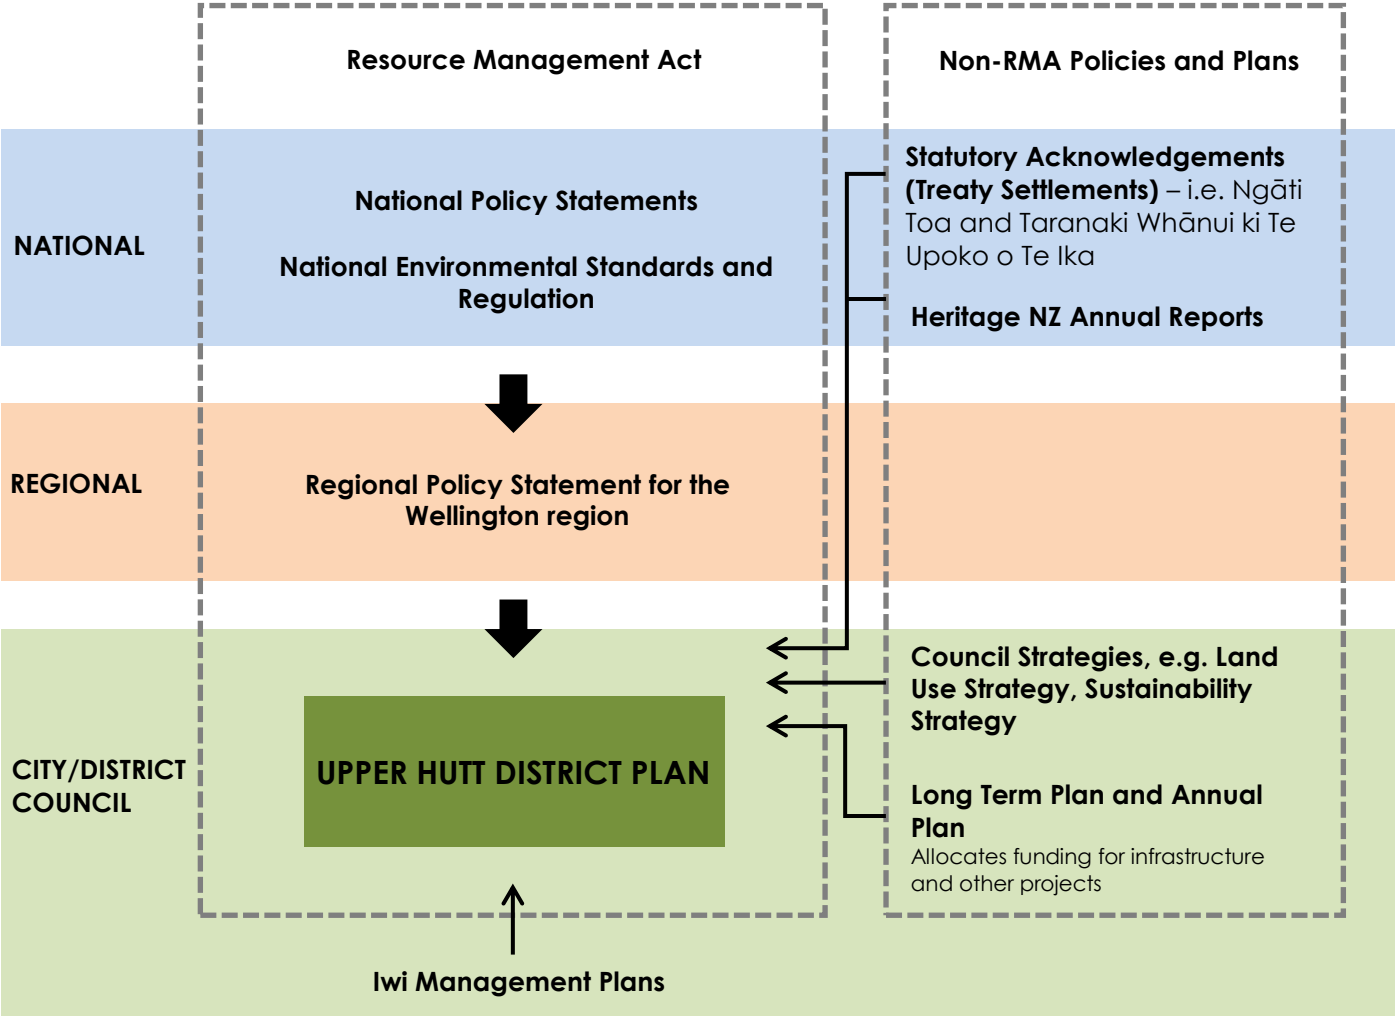 Resource Management Act
Non-RMA Policies and Plans
NATIONAL
National Policy Statements
National Environmental Standards and
Regulation
Statutory Acknowledgements
(Treaty Settlements) – i.e. Ngāti
Toa and Taranaki Whānui ki Te
Upoko o Te Ika
Heritage NZ Annual Reports
REGIONAL
Regional Policy Statement for the
Wellington region
CITY/DISTRICT
COUNCIL
UPPER HUTT DISTRICT PLAN
Council Strategies, e.g. Land
Use Strategy, Sustainability
Strategy
Long Term Plan and Annual
Plan
Allocates funding for infrastructure
and other projects
Iwi Management Plans